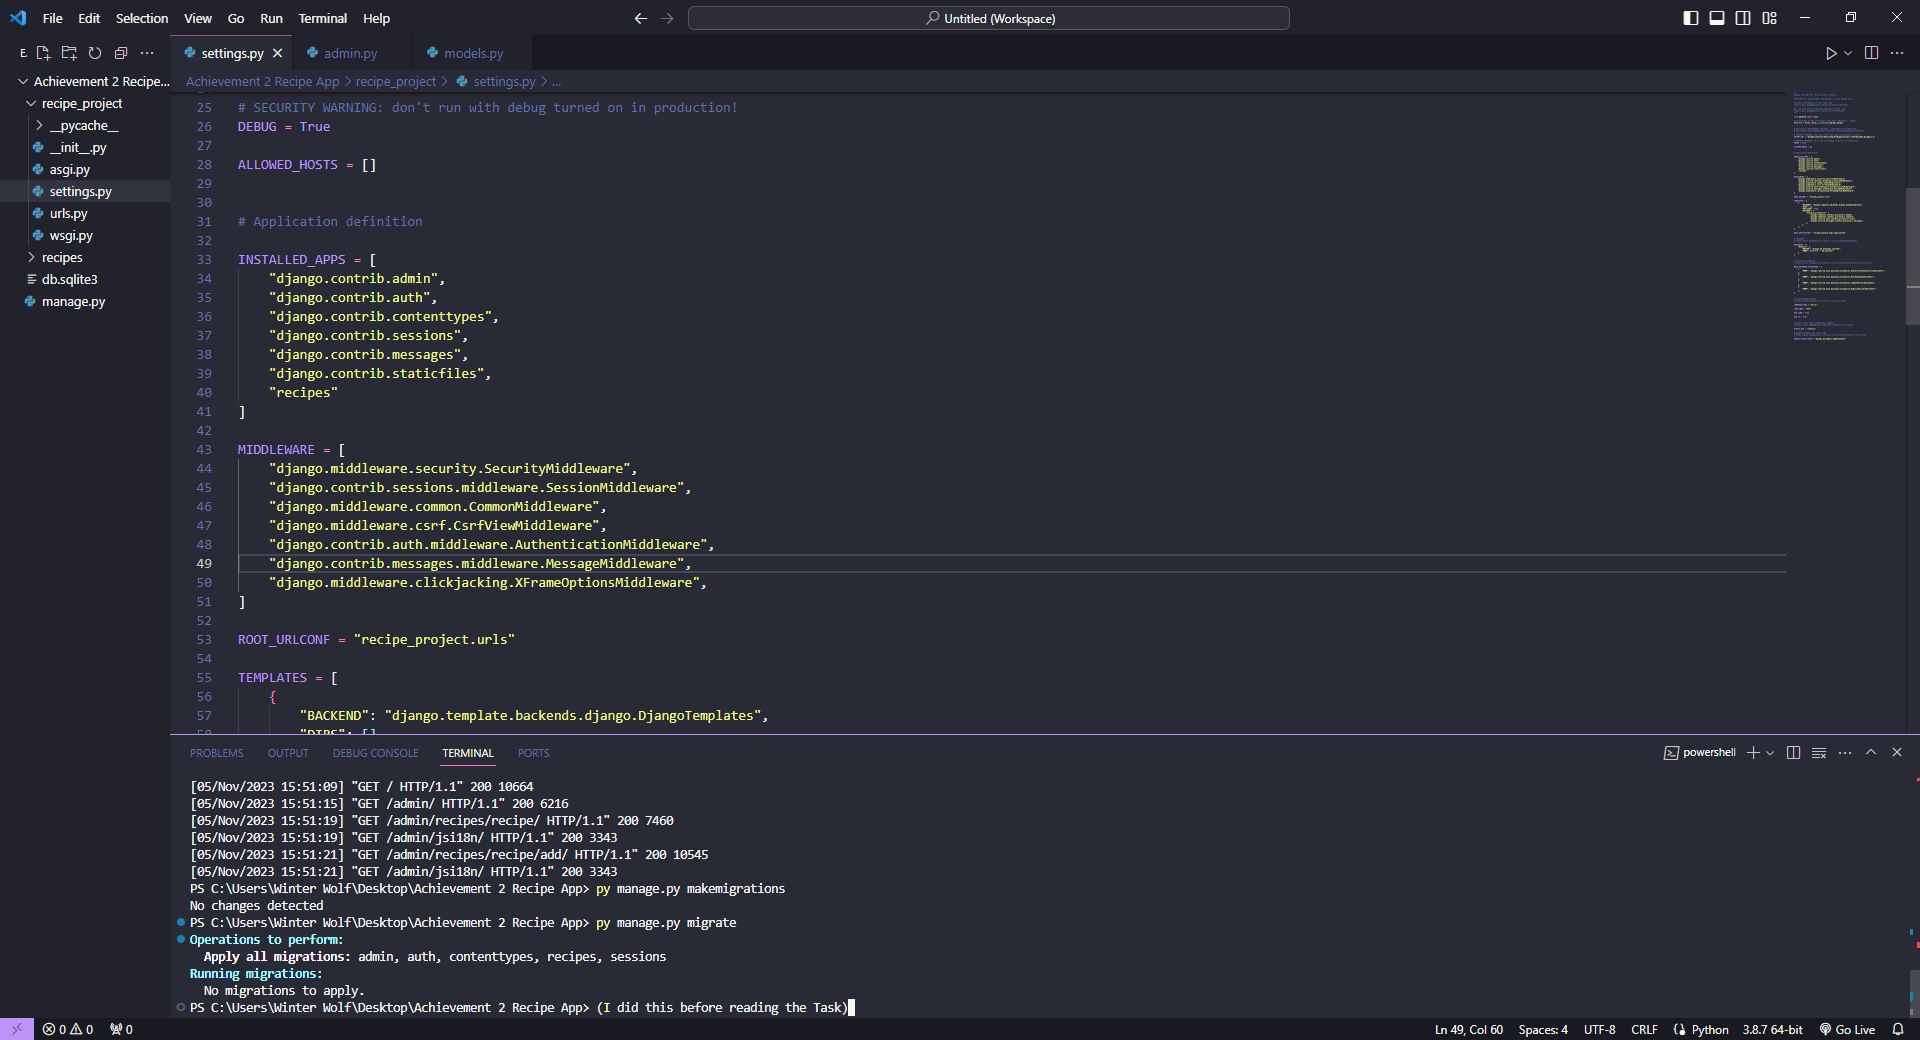 File Edit Selection View Go Run Terminal Help
Untitled (Workspace)
E.
settings.py admin.py models.py
Achievement 2 Recipe...
recipe_project
__pycache__
__init__.py
asgi.py
settings.py
urls.py
wsgi.py
recipes
db.sqlite3
manage.py
Achievement 2 Recipe App > recipe_project > settings.py > ...
25 # SECURITY WARNING: don't run with debug turned on in production!
26 DEBUG = True
27
28 ALLOWED_HOSTS = []
29
30
31 # Application definition
32
33 INSTALLED_APPS = [
34 "django.contrib.admin",
35 "django.contrib.auth",
36 "django.contrib.contenttypes",
37 "django.contrib.sessions",
38 "django.contrib.messages",
39 "django.contrib.staticfiles",
40 "recipes"
41 ]
42
43 MIDDLEWARE = [
44 "django.middleware.security.SecurityMiddleware",
45 "django.contrib.sessions.middleware.SessionMiddleware",
46 "django.middleware.common.CommonMiddleware",
47 "django.middleware.csrf.CsrfViewMiddleware",
48 "django.contrib.auth.middleware.AuthenticationMiddleware",
49 "django.contrib.messages.middleware.MessageMiddleware",
50 "django.middleware.clickjacking.XFrameOptionsMiddleware",
51 ]
52
53 ROOT_URLCONF = "recipe_project.urls"
54
55 TEMPLATES = [
56 {
57 "BACKEND": "django.template.backends.django.DjangoTemplates",
58 "DIRS": []
PROBLEMS OUTPUT DEBUG CONSOLE TERMINAL PORTS
powershell
[05/Nov/2023 15:51:09] "GET / HTTP/1.1" 200 10664
[05/Nov/2023 15:51:15] "GET /admin/ HTTP/1.1" 200 6216
[05/Nov/2023 15:51:19] "GET /admin/recipes/recipe/ HTTP/1.1" 200 7460
[05/Nov/2023 15:51:19] "GET /admin/jsi18n/ HTTP/1.1" 200 3343
[05/Nov/2023 15:51:21] "GET /admin/recipes/recipe/add/ HTTP/1.1" 200 10545
[05/Nov/2023 15:51:21] "GET /admin/jsi18n/ HTTP/1.1" 200 3343
PS C:\Users\Winter Wolf\Desktop\Achievement 2 Recipe App> py manage.py makemigrations
No changes detected
PS C:\Users\Winter Wolf\Desktop\Achievement 2 Recipe App> py manage.py migrate
Operations to perform:
Apply all migrations: admin, auth, contenttypes, recipes, sessions
Running migrations:
No migrations to apply.
PS C:\Users\Winter Wolf\Desktop\Achievement 2 Recipe App> (I did this before reading the Task)
0 0 0
Ln 49, Col 60 Spaces: 4 UTF-8 CRLF Python 3.8.7 64-bit Go Live